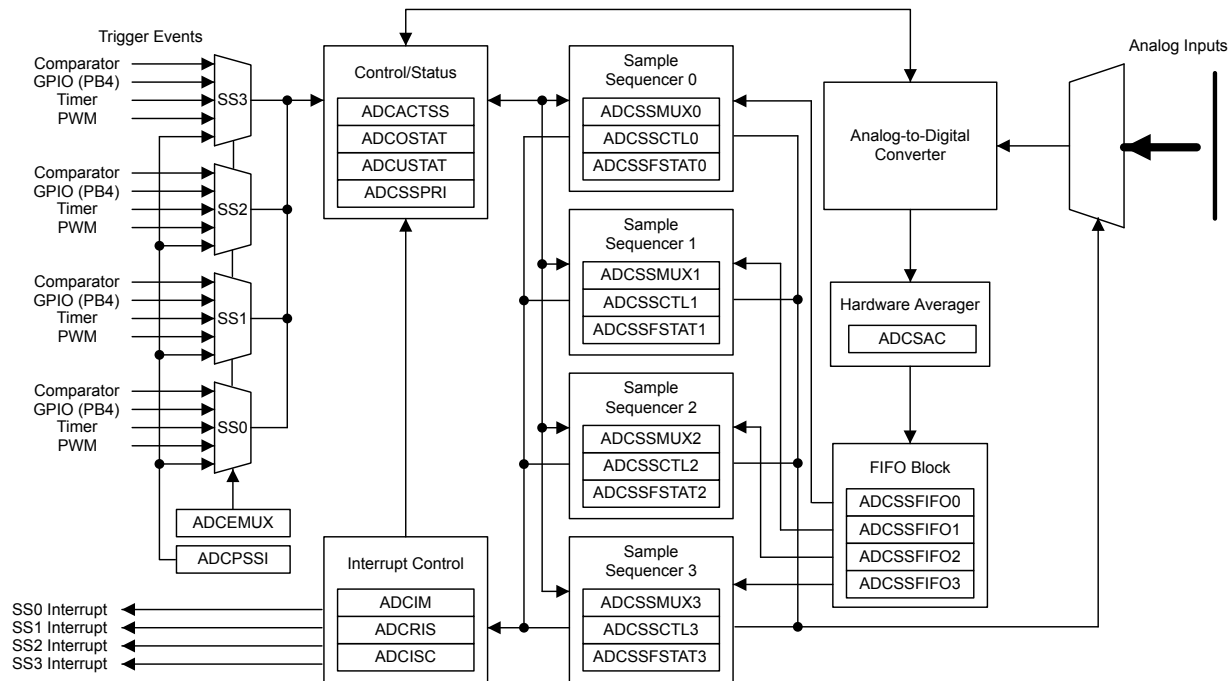 Trigger Events
Comparator
GPIO (PB4)
Timer
PWM
SS3
Comparator
GPIO (PB4)
Timer
PWM
SS2
Comparator
GPIO (PB4)
Timer
PWM
SS1
Comparator
GPIO (PB4)
Timer
PWM
SS0
ADCEMUX
ADCPSSI
SS0 Interrupt
SS1 Interrupt
SS2 Interrupt
SS3 Interrupt
Control/Status
ADCACTSS
ADCOSTAT
ADCUSTAT
ADCSSPRI
Interrupt Control
ADCIM
ADCRIS
ADCISC
Sample
Sequencer 0
ADCSSMUX0
ADCSSCTL0
ADCSSFSTAT0
Sample
Sequencer 1
ADCSSMUX1
ADCSSCTL1
ADCSSFSTAT1
Sample
Sequencer 2
ADCSSMUX2
ADCSSCTL2
ADCSSFSTAT2
Sample
Sequencer 3
ADCSSMUX3
ADCSSCTL3
ADCSSFSTAT3
Analog-to-Digital
Converter
Hardware Averager
ADCSAC
FIFO Block
ADCSSFIFO0
ADCSSFIFO1
ADCSSFIFO2
ADCSSFIFO3
Analog Inputs